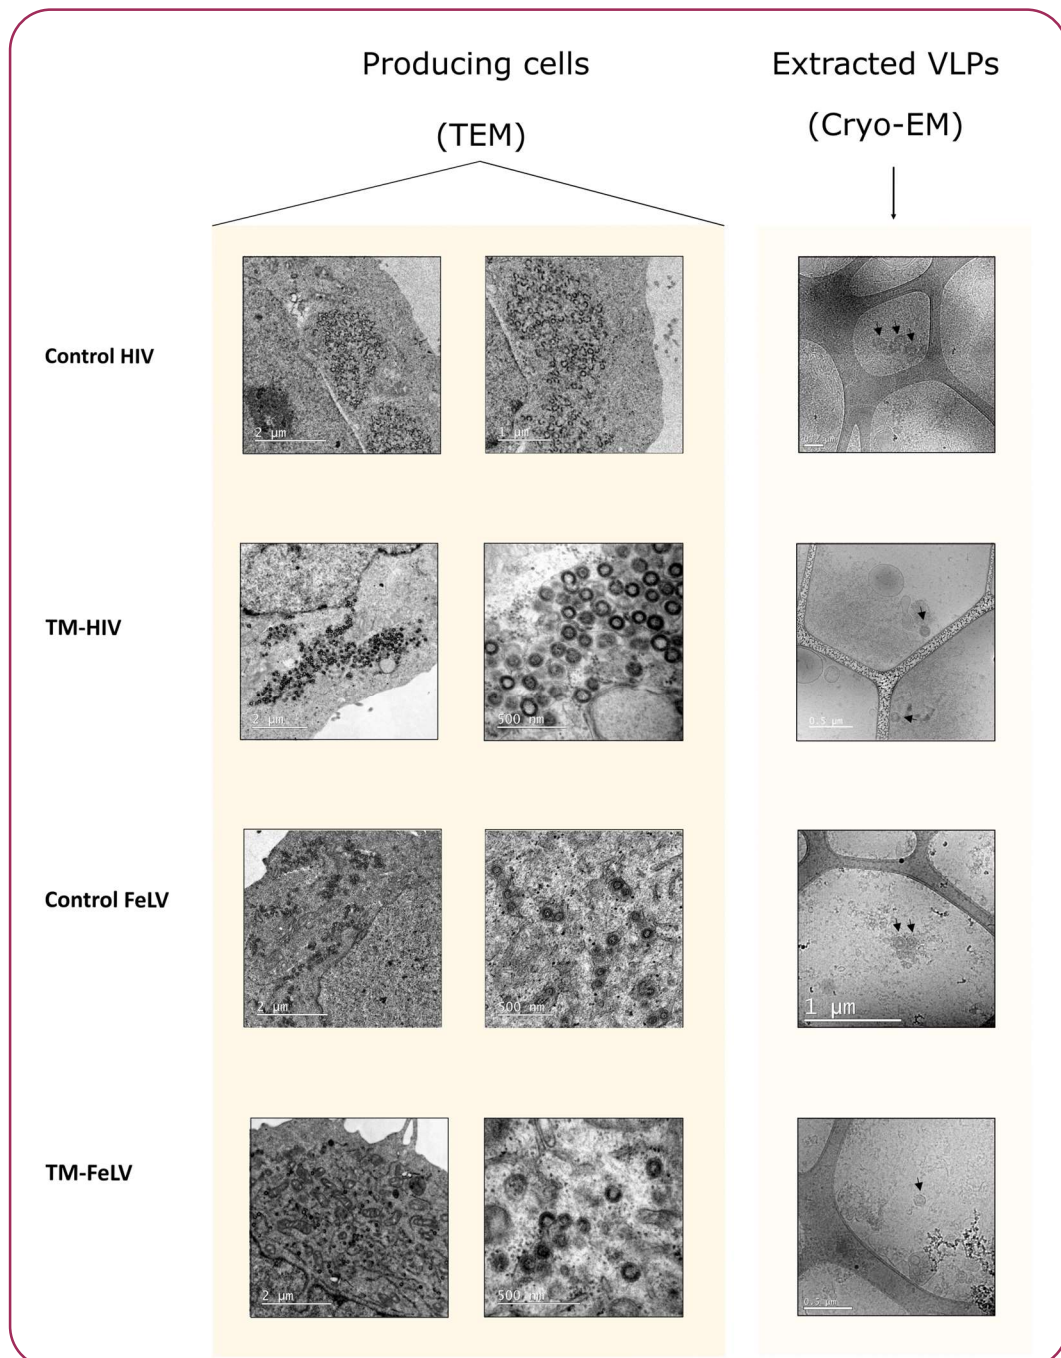 Producing cells
(TEM)
Extracted VLPs
(Cryo-EM)
Control HIV
2 µm
1 µm
TM-HIV
2 µm
500 nm
0.5 µm
Control FeLV
2 µm
500 nm
1 µm
TM-FeLV
2 µm
500 nm
0.5 µm